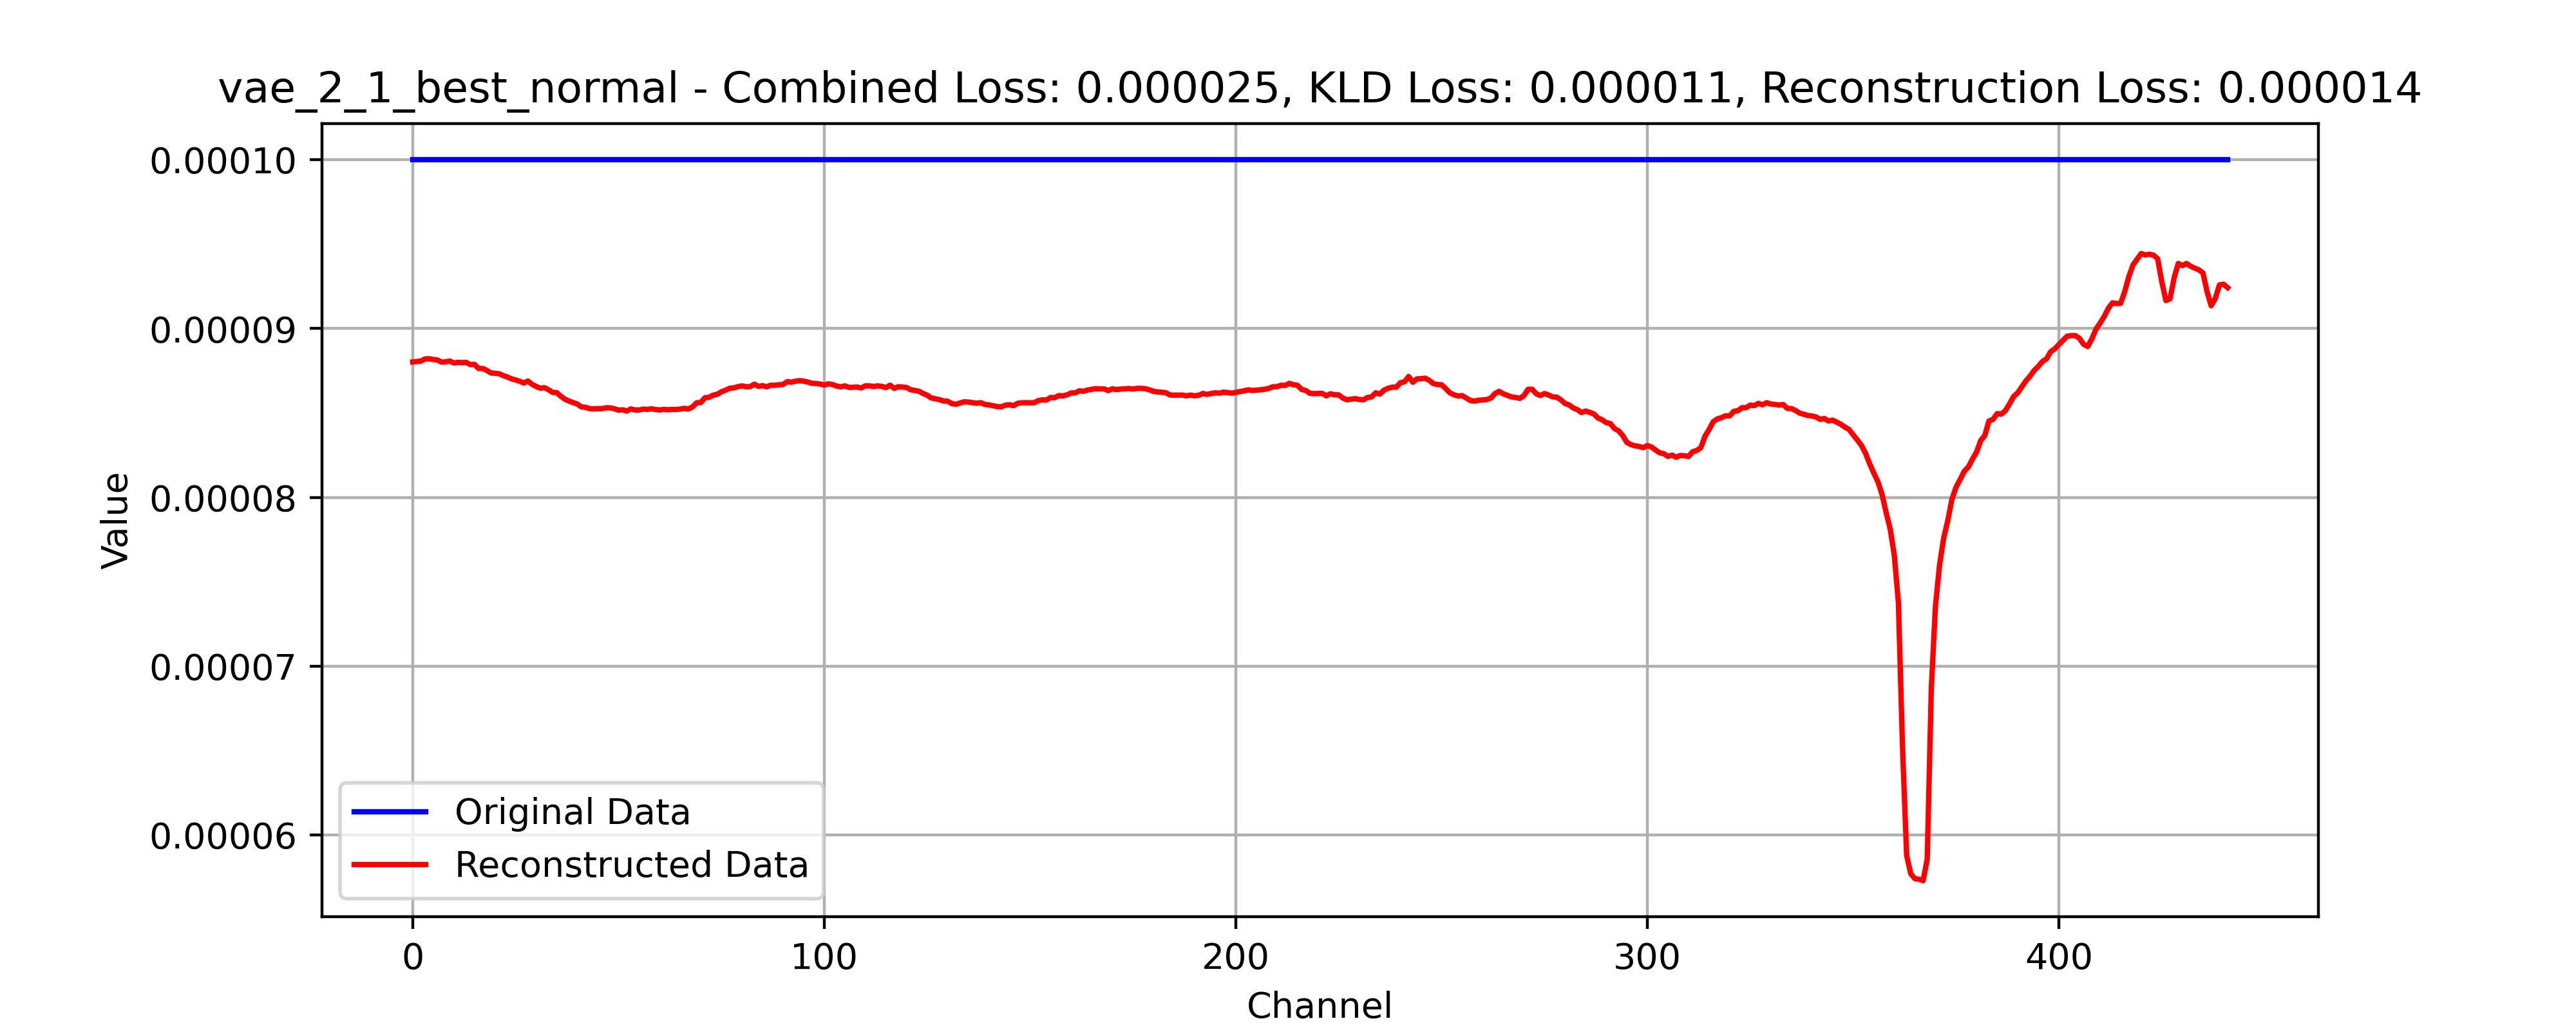 vae_2_1_best_normal - Combined Loss: 0.000025, KLD Loss: 0.000011, Reconstruction Loss: 0.000014
0.00010
0.00009
0.00008
0.00007
0.00006
Value
Original Data
Reconstructed Data
0 100 200 300 400
Channel